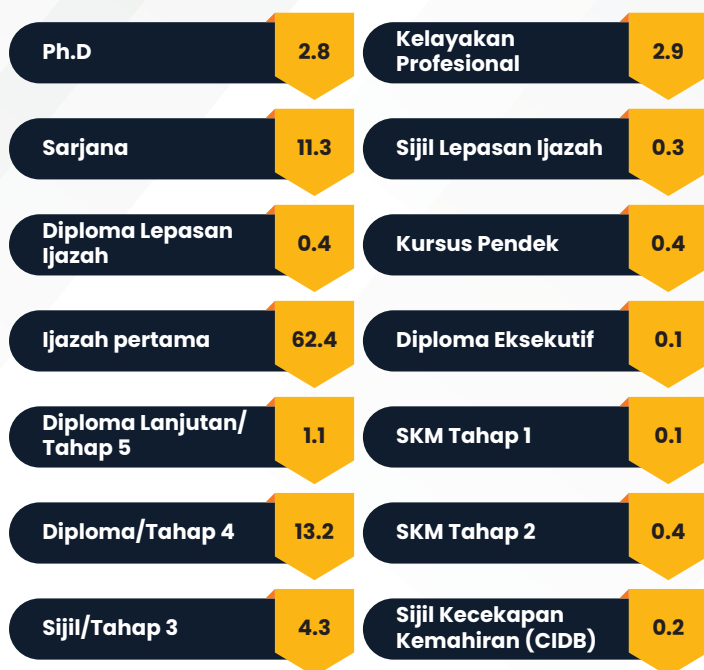 Ph.D
2.8
Sarjana
11.3
Diploma Lepasan
Ijazah
0.4
Ijazah pertama
62.4
Diploma Lanjutan/
Tahap 5
1.1
Diploma/Tahap 4
13.2
Sijil/Tahap 3
4.3
Kelayakan
Profesional
2.9
Sijil Lepasan Ijazah
0.3
Kursus Pendek
0.4
Diploma Eksekutif
0.1
SKM Tahap 1
0.1
SKM Tahap 2
0.4
Sijil Kecekapan
Kemahiran (CIDB)
0.2